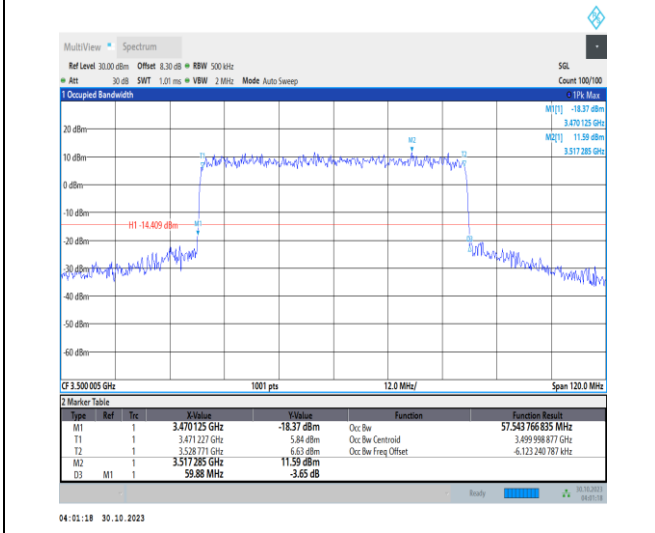 MultiView Spectrum
Ref Level 30.00 dBm Offset 8.30 dB RBW 500 kHz SGL
Att 30 dB SWT 1.01 ms VBW 2 MHz Mode Auto Sweep Count 100/100
1 Occupied Bandwidth 1Pk Max
M1[1] -18.37 dBm
3.470 125 GHz
20 dBm
M2[1] 11.59 dBm
3.517 285 GHz
M2
10 dBm
T1
T2
0 dBm
-10 dBm
H1 -14.409 dBm
M1
-20 dBm
D3
-30 dBm
-40 dBm
-50 dBm
-60 dBm
CF 3.500 005 GHz 1001 pts 12.0 MHz/ Span 120.0 MHz
2 Marker Table
Type Ref Trc X-Value Y-Value Function Function Result
M1 1 3.470 125 GHz -18.37 dBm Occ Bw 57.543 766 835 MHz
T1 1 3.471 227 GHz 5.84 dBm Occ Bw Centroid 3.499 998 877 GHz
T2 1 3.528 771 GHz 6.63 dBm Occ Bw Freq Offset -6.123 240 787 kHz
M2 1 3.517 285 GHz 11.59 dBm
D3 M1 1 59.88 MHz -3.65 dB
Ready 30.10.2023
04:01:18
04:01:18 30.10.2023